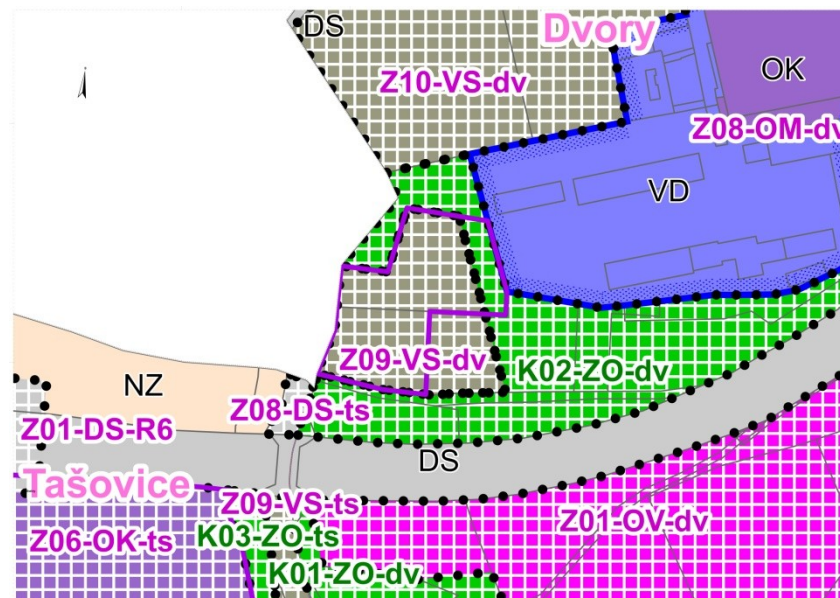 DS
Dvory
Z10-VS-dv
OK
Z08-OM-dv
VD
Z09-VS-dv
K02-ZO-dv
NZ
Z08-DS-ts
Z01-DS-R6
DS
Tašovice
Z09-VS-ts
Z01-OV-dv
Z06-OK-ts
K03-ZO-ts
K01-ZO-dv